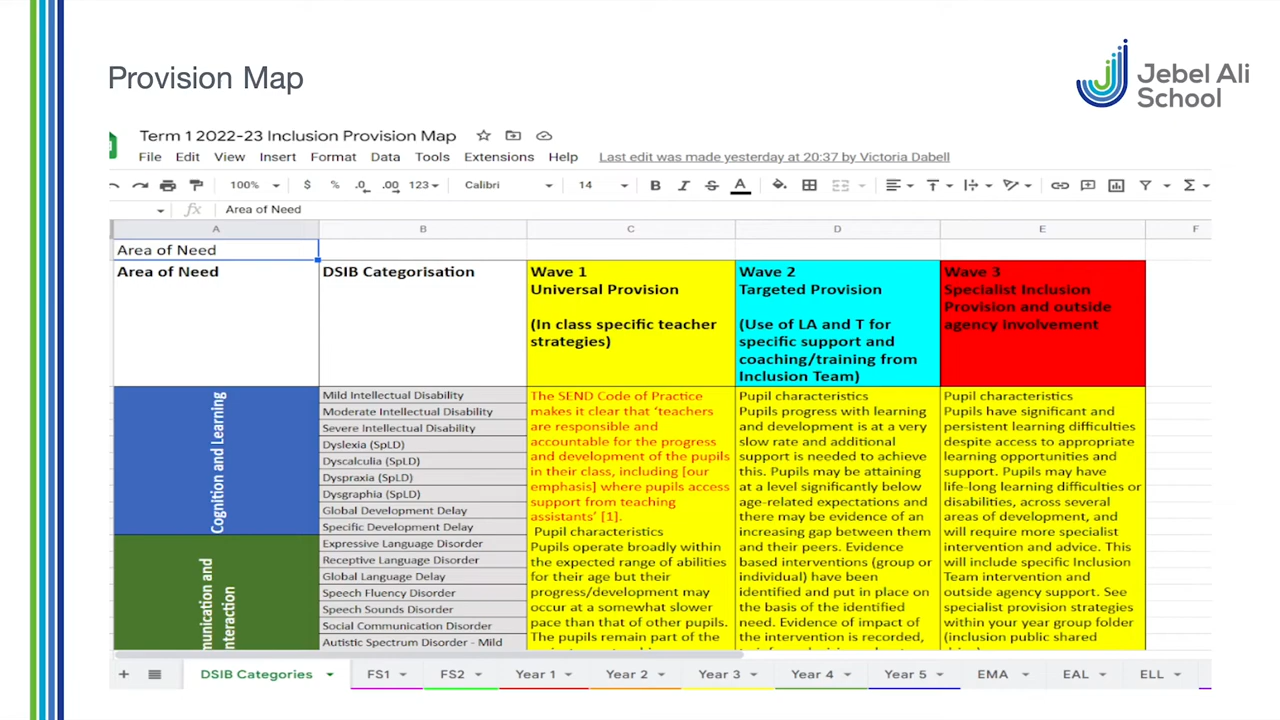 Provision Map
Jebel Ali
School
Term 1 2022-23 Inclusion Provision Map
File Edit View Insert Format Data Tools Extensions Help Last edit was made yesterday at 20:37 by Victoria Dabell
100% $ % .0 .00 123 Calibri 14 B I S A Σ
fx Area of Need
A B C D E F
Area of Need
Area of Need
DSIB Categorisation
Wave 1
Universal Provision
(In class specific teacher
strategies)
Wave 2
Targeted Provision
(Use of LA and T for
specific support and
coaching/training from
Inclusion Team)
Wave 3
Specialist Inclusion
Provision and outside
agency Involvement
Cognition and Learning
Mild Intellectual Disability
Moderate Intellectual Disability
Severe Intellectual Disability
Dyslexia (SpLD)
Dyscalculia (SpLD)
Dyspraxia (SpLD)
Dysgraphia (SpLD)
Global Development Delay
Specific Development Delay
munication and
nteraction
Expressive Language Disorder
Receptive Language Disorder
Global Language Delay
Speech Fluency Disorder
Speech Sounds Disorder
Social Communication Disorder
Autistic Spectrum Disorder - Mild
The SEND Code of Practice
makes it clear that ‘teachers
are responsible and
accountable for the progress
and development of the pupils
in their class, including [our
emphasis] where pupils access
support from teaching
assistants’ [1].
Pupil characteristics
Pupils operate broadly within
the expected range of abilities
for their age but their
progress/development may
occur at a somewhat slower
pace than that of other pupils.
The pupils remain part of the
Pupil characteristics
Pupils progress with learning
and development is at a very
slow rate and additional
support is needed to achieve
this. Pupils may be attaining
at a level significantly below
age-related expectations and
there may be evidence of an
increasing gap between them
and their peers. Evidence
based interventions (group or
individual) have been
identified and put in place on
the basis of the identified
need. Evidence of impact of
the intervention is recorded,
Pupil characteristics
Pupils have significant and
persistent learning difficulties
despite access to appropriate
learning opportunities and
support. Pupils may have
life-long learning difficulties or
disabilities, across several
areas of development, and
will require more specialist
intervention and advice. This
will include specific Inclusion
Team intervention and
outside agency support. See
specialist provision strategies
within your year group folder
(inclusion public shared
DSIB Categories FS1 FS2 Year 1 Year 2 Year 3 Year 4 Year 5 EMA EAL ELL